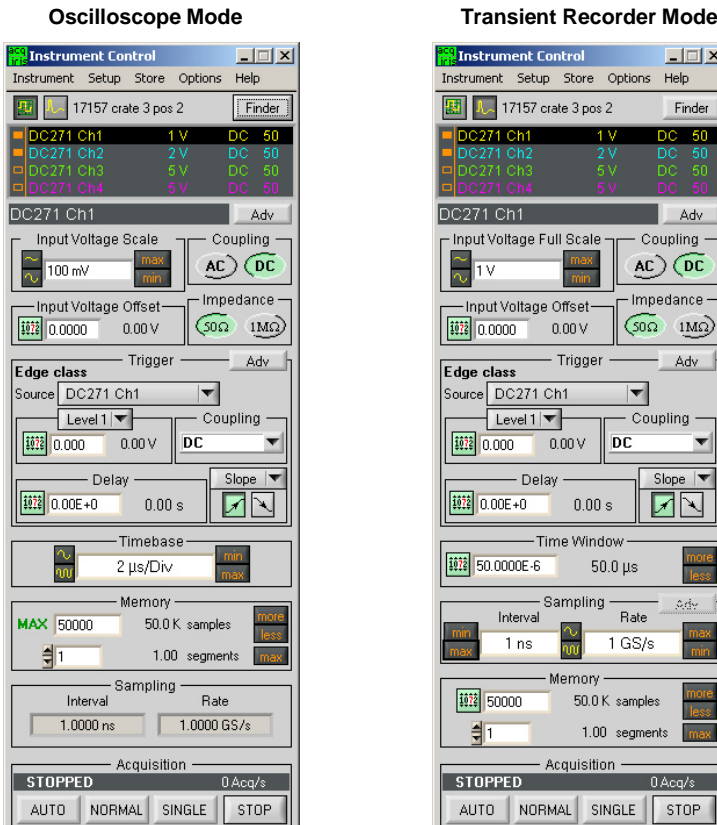 Oscilloscope Mode
acq iris Instrument Control
Instrument Setup Store Options Help
17157 crate 3 pos 2 Finder
DC271 Ch1 1 V DC 50
DC271 Ch2 2 V DC 50
DC271 Ch3 5 V DC 50
DC271 Ch4 5 V DC 50
DC271 Ch1 Adv
Input Voltage Scale Coupling
100 mV max min AC DC
Input Voltage Offset Impedance
1072 0.0000 0.00 V 50Ω 1MΩ
Trigger Adv
Edge class
Source DC271 Ch1
Level 1 Coupling
1072 0.000 0.00 V DC
Delay Slope
1072 0.00E+0 0.00 s
Timebase
2 µs/Div min max
Memory
MAX 50000 50.0 K samples more less
1 1.00 segments max
Sampling
Interval Rate
1.0000 ns 1.0000 GS/s
Acquisition
STOPPED 0 Acq/s
AUTO NORMAL SINGLE STOP
Transient Recorder Mode
acq iris Instrument Control
Instrument Setup Store Options Help
17157 crate 3 pos 2 Finder
DC271 Ch1 1 V DC 50
DC271 Ch2 2 V DC 50
DC271 Ch3 5 V DC 50
DC271 Ch4 5 V DC 50
DC271 Ch1 Adv
Input Voltage Full Scale Coupling
1 V max min AC DC
Input Voltage Offset Impedance
1072 0.0000 0.00 V 50Ω 1MΩ
Trigger Adv
Edge class
Source DC271 Ch1
Level 1 Coupling
1072 0.000 0.00 V DC
Delay Slope
1072 0.00E+0 0.00 s
Time Window
1072 50.0000E-6 50.0 µs more less
Sampling Adv
Interval Rate
min max 1 ns 1 GS/s max min
Memory
1072 50000 50.0 K samples more less
1 1.00 segments max
Acquisition
STOPPED 0 Acq/s
AUTO NORMAL SINGLE STOP